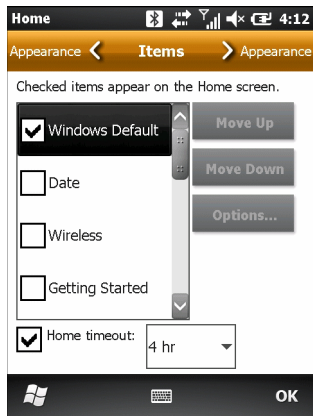 Home 4:12
Appearance Items Appearance
Checked items appear on the Home screen.
Windows Default
Date
Wireless
Getting Started
Move Up
Move Down
Options...
Home timeout: 4 hr
OK